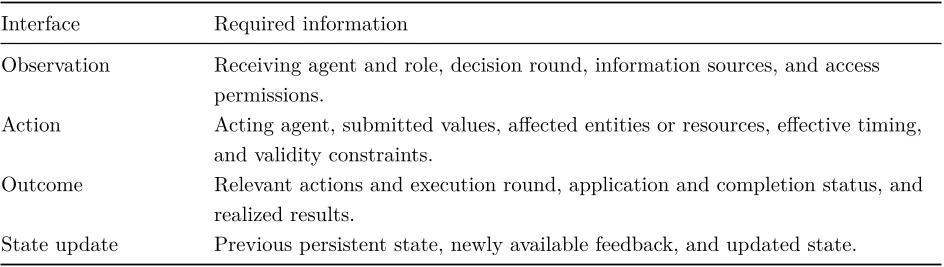 Interface Required information
Observation Receiving agent and role, decision round, information sources, and access
permissions.
Action Acting agent, submitted values, affected entities or resources, effective timing,
and validity constraints.
Outcome Relevant actions and execution round, application and completion status, and
realized results.
State update Previous persistent state, newly available feedback, and updated state.